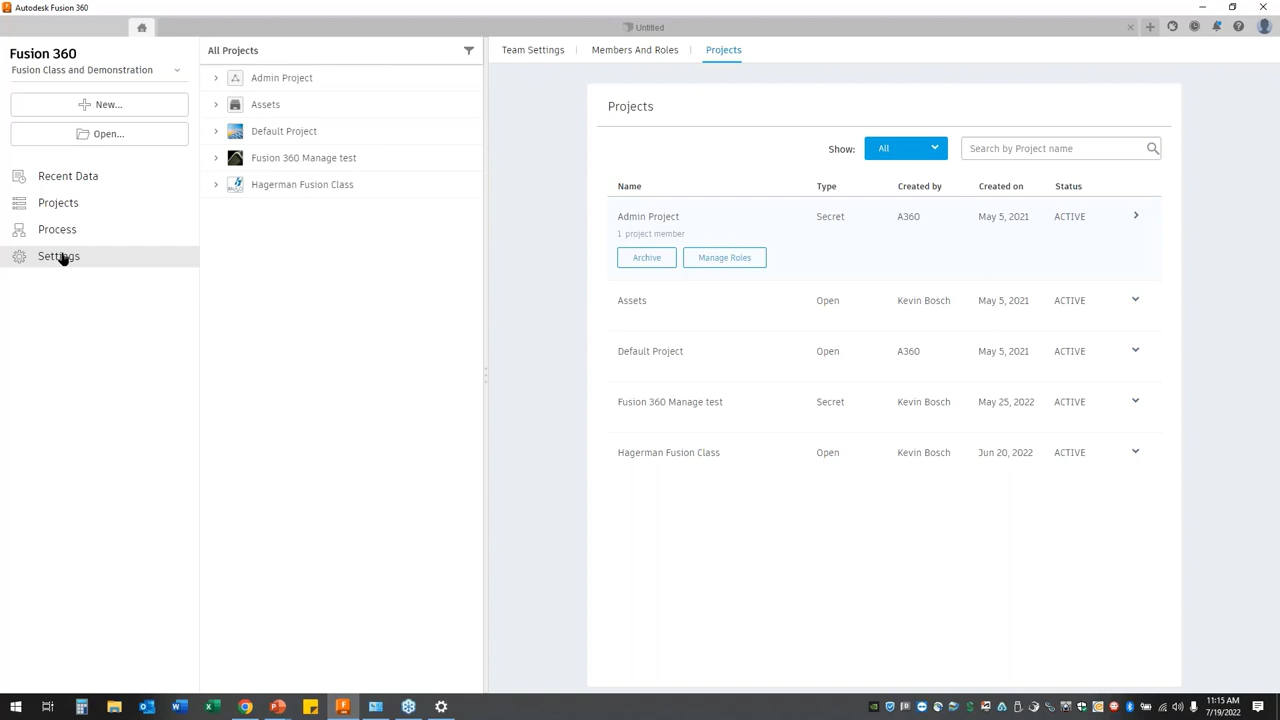 Autodesk Fusion 360
Untitled
Fusion 360
Fusion Class and Demonstration
New...
Open...
Recent Data
Projects
Process
Settings
All Projects
Admin Project
Assets
Default Project
Fusion 360 Manage test
Hagerman Fusion Class
Team Settings | Members And Roles | Projects
Projects
Show: All Search by Project name
Name Type Created by Created on Status
Admin Project Secret A360 May 5, 2021 ACTIVE
1 project member
Archive Manage Roles
Assets Open Kevin Bosch May 5, 2021 ACTIVE
Default Project Open A360 May 5, 2021 ACTIVE
Fusion 360 Manage test Secret Kevin Bosch May 25, 2022 ACTIVE
Hagerman Fusion Class Open Kevin Bosch Jun 20, 2022 ACTIVE
11:15 AM
7/19/2022